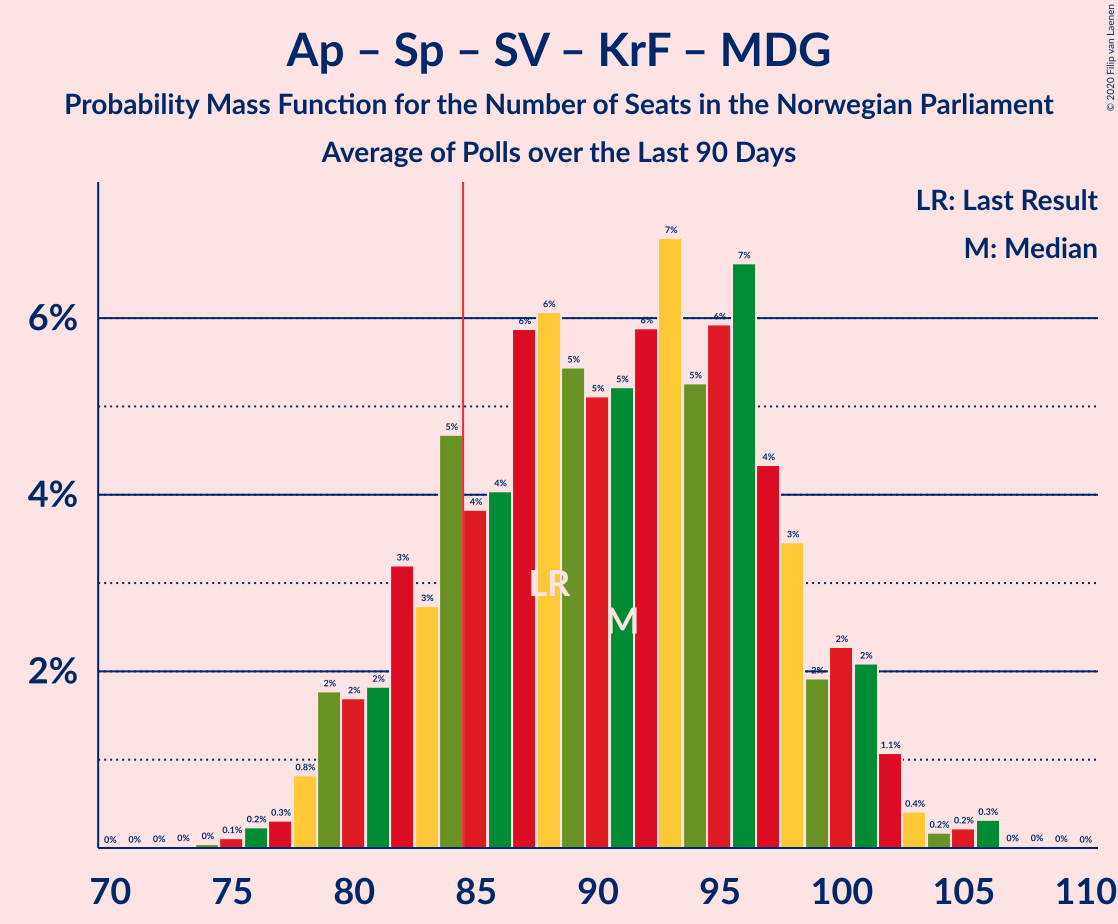 Ap – Sp – SV – KrF – MDG
Probability Mass Function for the Number of Seats in the Norwegian Parliament
Average of Polls over the Last 90 Days
© 2020 Filip van Laenen
LR: Last Result
M: Median
6%
4%
2%
0% 0% 0% 0% 0% 0.1% 0.2% 0.3% 0.8% 2% 2% 2% 3% 3% 5% 4% 4% 6% 6% 5% 5% 5% 6% 7% 5% 6% 7% 4% 3% 2% 2% 2% 1.1% 0.4% 0.2% 0.2% 0.3% 0% 0% 0% 0%
LR
M
70 75 80 85 90 95 100 105 110